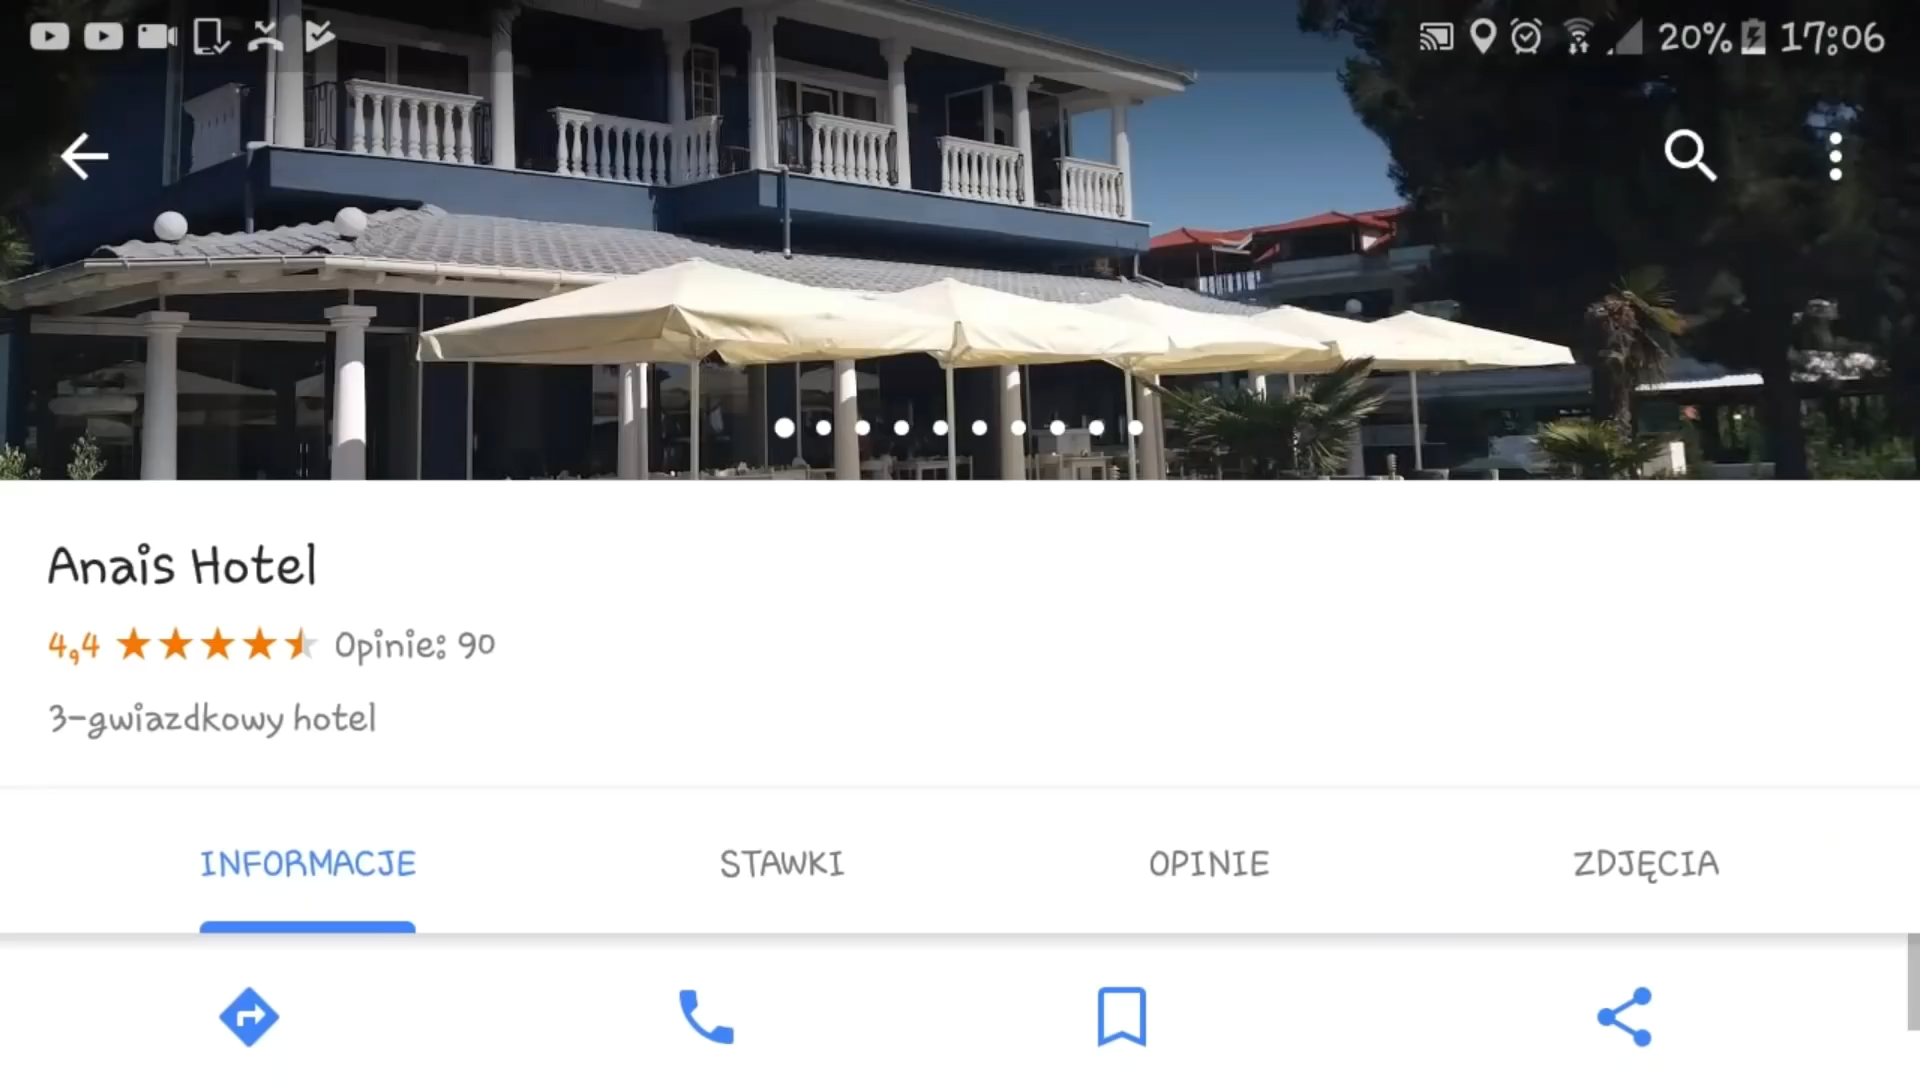 20% 17:06
Anais Hotel
4,4 Opinie: 90
3-gwiazdkowy hotel
INFORMACJE STAWKI OPINIE ZDJĘCIA